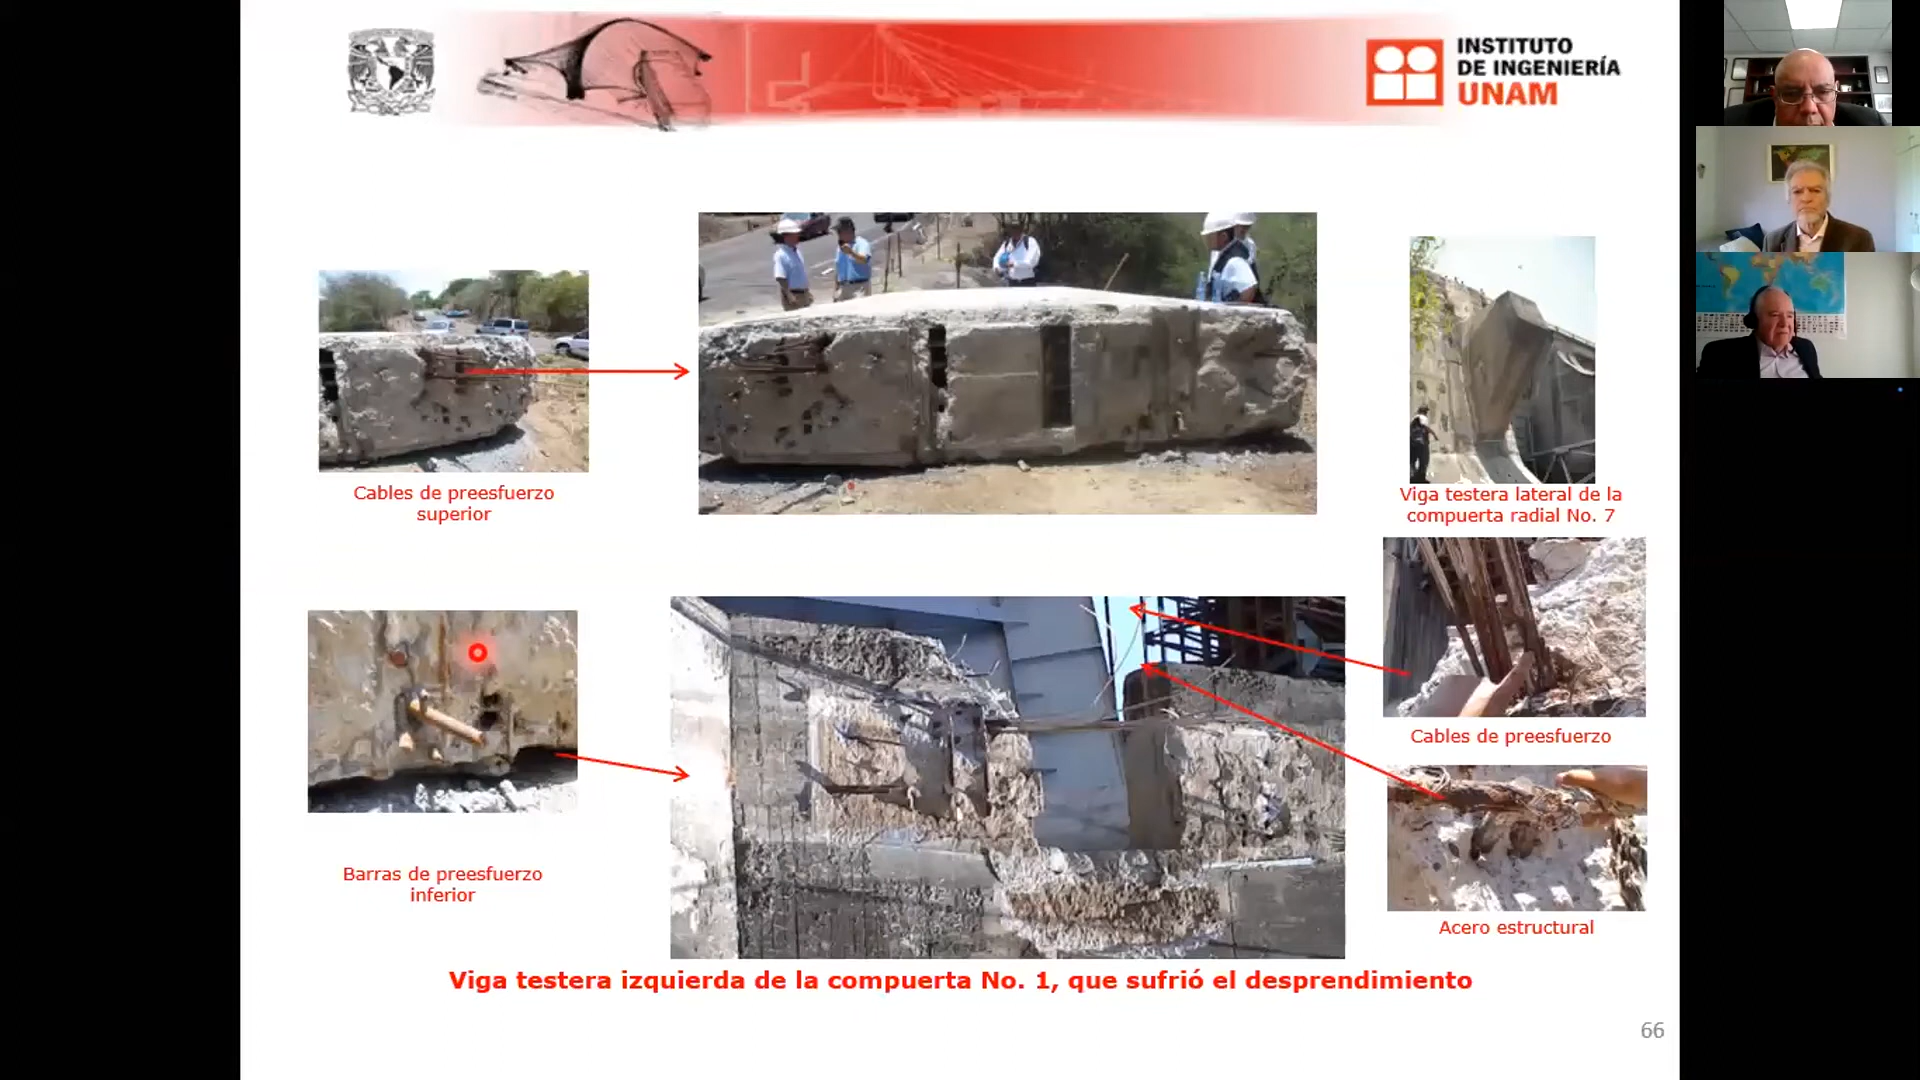 INSTITUTO
DE INGENIERÍA
UNAM
Cables de preesfuerzo
superior
Viga testera lateral de la
compuerta radial No. 7
Cables de preesfuerzo
Barras de preesfuerzo
inferior
Acero estructural
Viga testera izquierda de la compuerta No. 1, que sufrió el desprendimiento
66